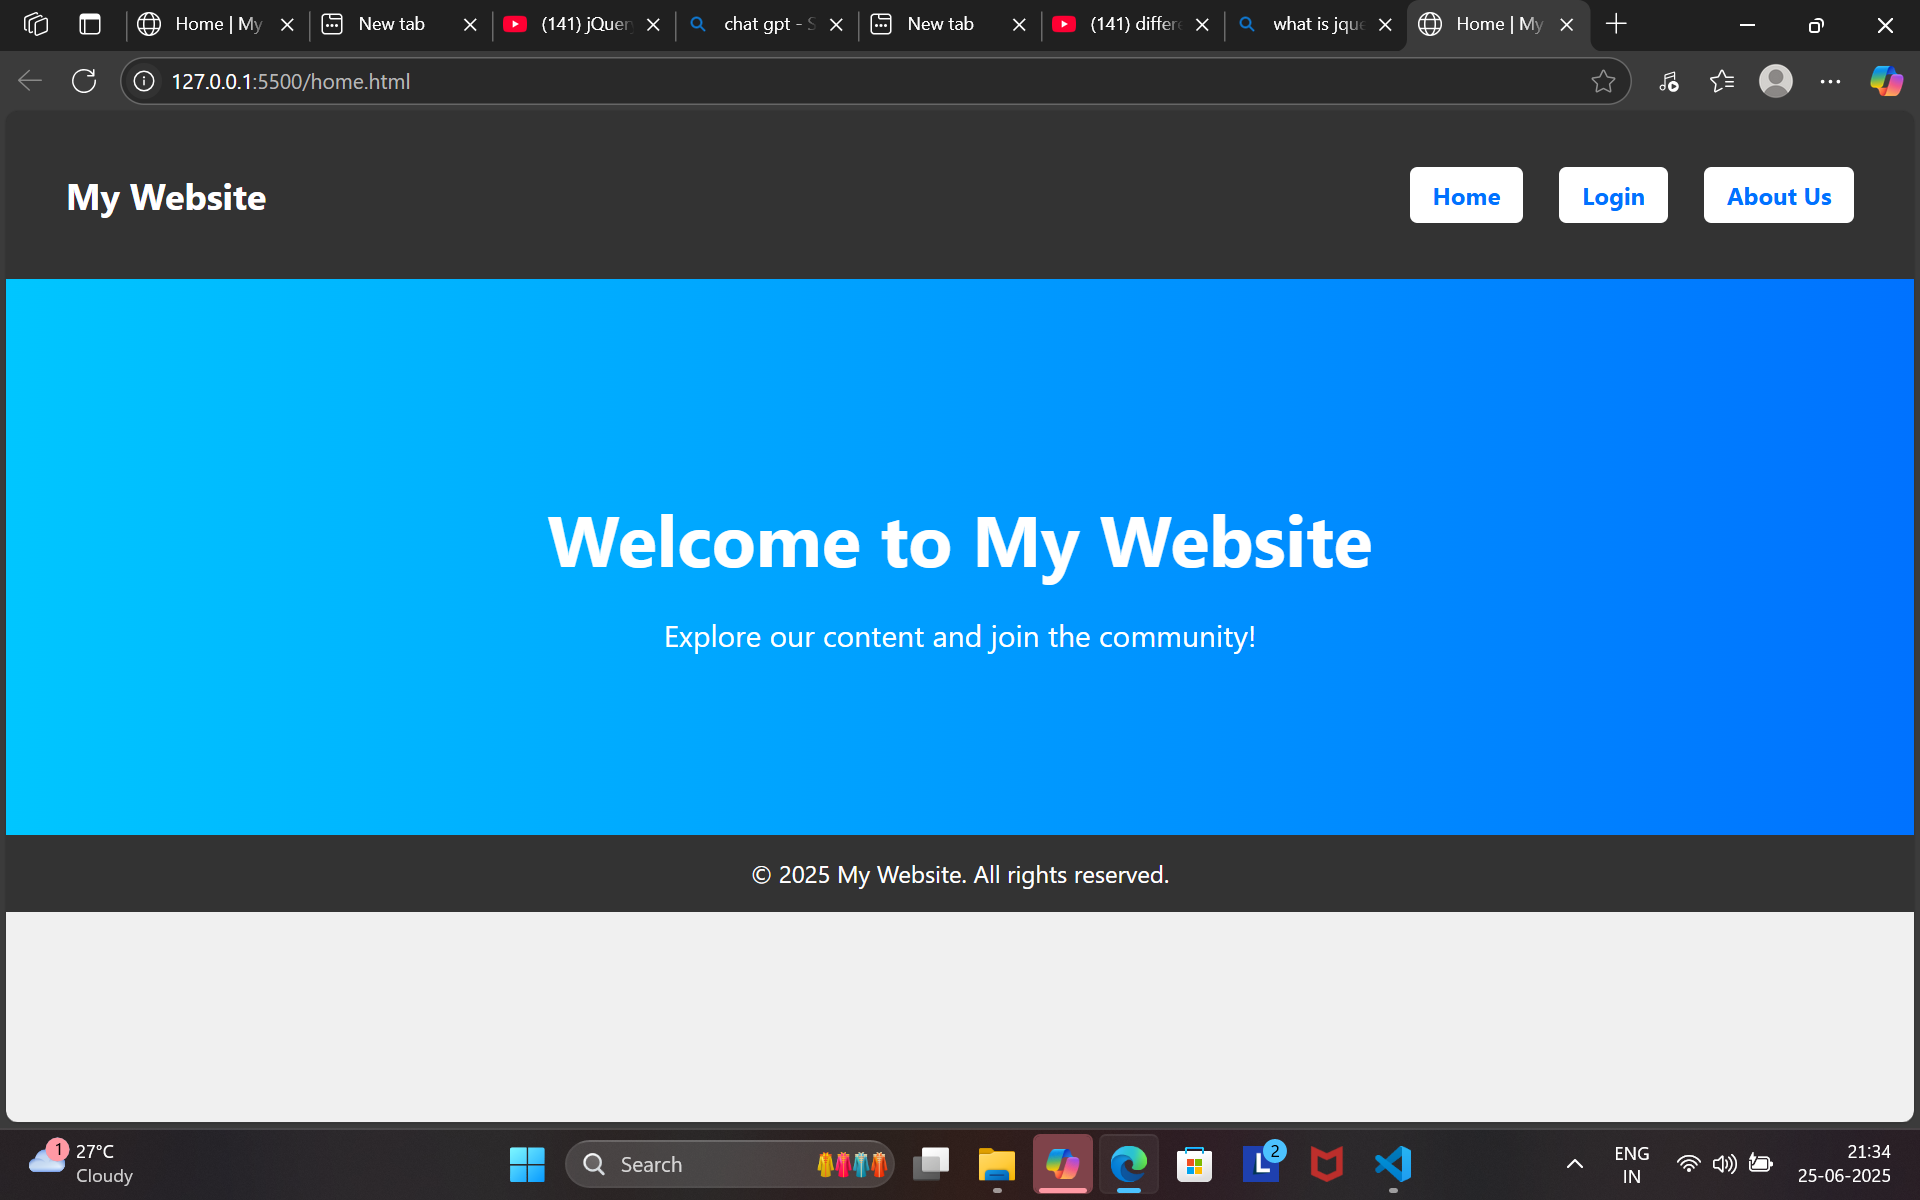 Home | My
New tab
(141) jQuer
chat gpt - S
New tab
(141) differe
what is jque
Home | My
127.0.0.1:5500/home.html
My Website
Home
Login
About Us
Welcome to My Website
Explore our content and join the community!
© 2025 My Website. All rights reserved.
1
27°C
Cloudy
Search
L
2
ENG
IN
21:34
25-06-2025